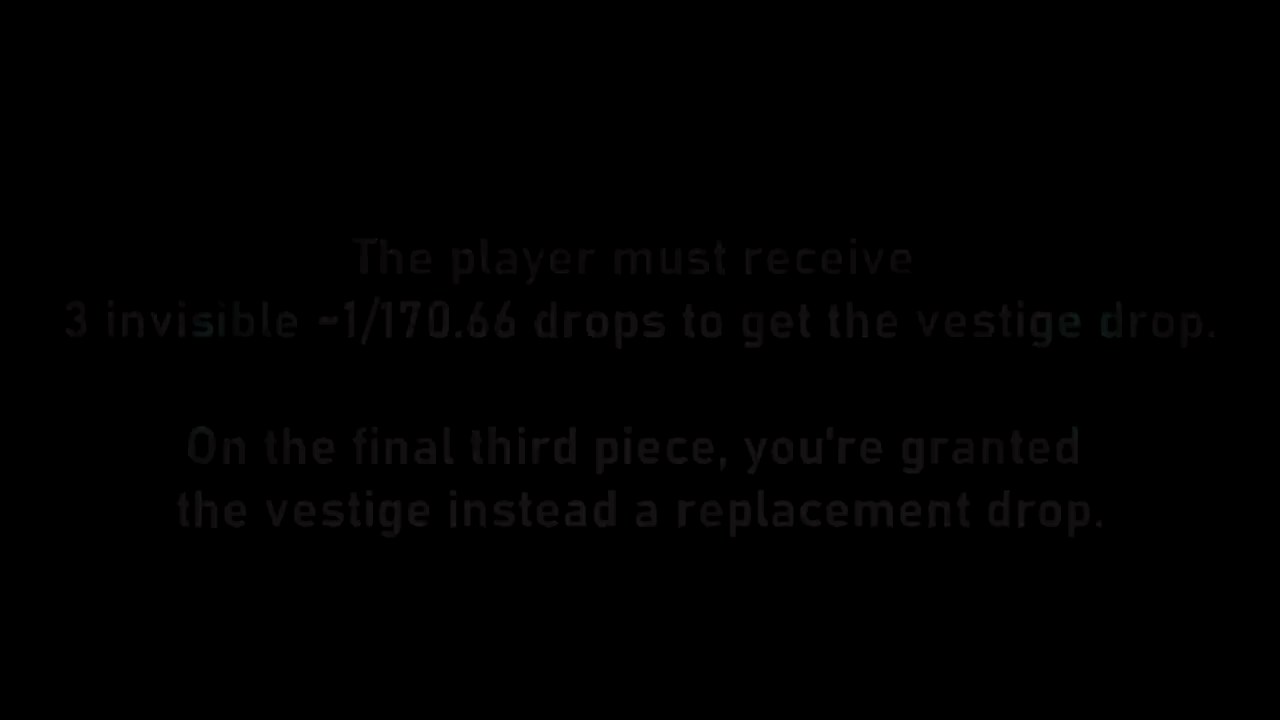 The player must receive
3 invisible ~1/170.66 drops to get the vestige drop.
On the final third piece, you're granted
the vestige instead a replacement drop.